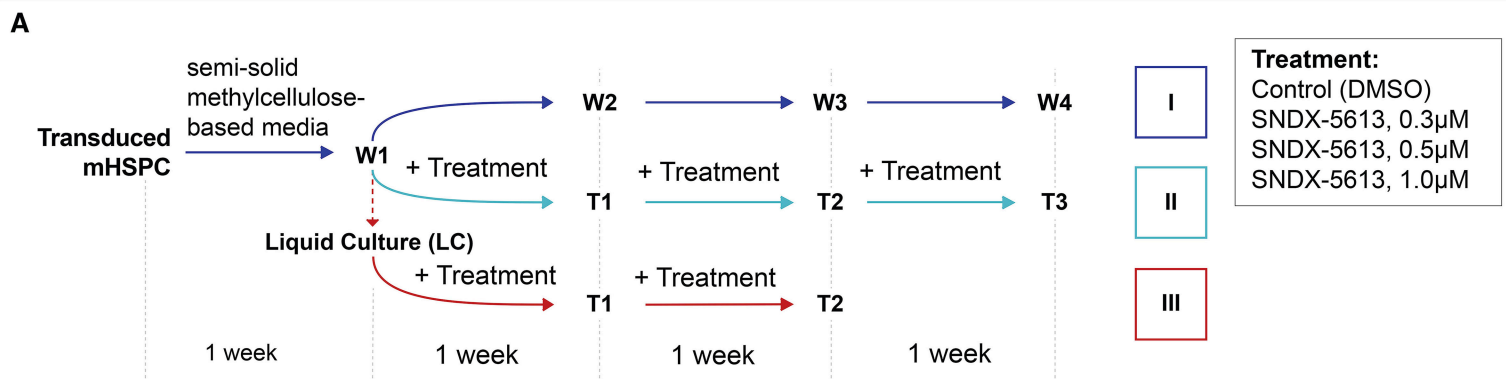 A
semi-solid
methylcellulose-
based media
Transduced
mHSPC
W1
W2
W3
W4
+ Treatment
+ Treatment
+ Treatment
T1
T2
T3
Liquid Culture (LC)
+ Treatment
+ Treatment
T1
T2
1 week
1 week
1 week
1 week
I
II
III
Treatment:
Control (DMSO)
SNDX-5613, 0.3µM
SNDX-5613, 0.5µM
SNDX-5613, 1.0µM